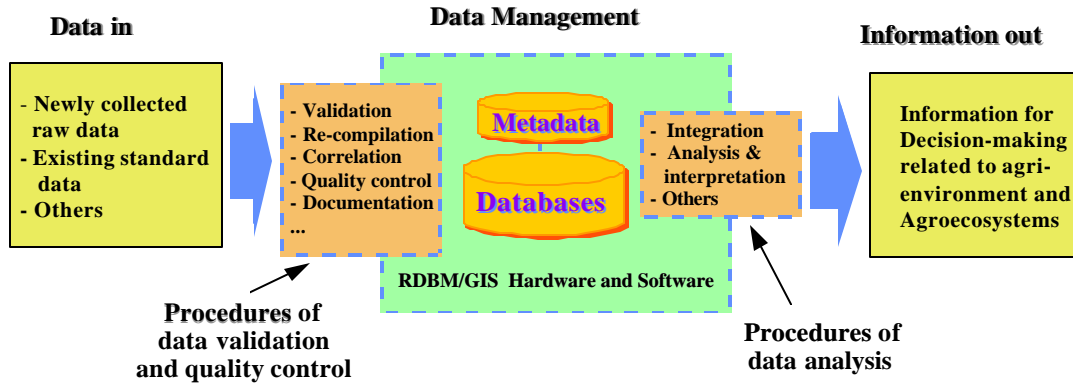 Data in
- Newly collected
raw data
- Existing standard
data
- Others
Data Management
- Validation
- Re-compilation
- Correlation
- Quality control
- Documentation
...
Metadata
Databases
RDBM/GIS Hardware and Software
- Integration
- Analysis &
interpretation
- Others
Information out
Information for
Decision-making
related to agri-
environment and
Agroecosystems
Procedures of
data validation
and quality control
Procedures of
data analysis